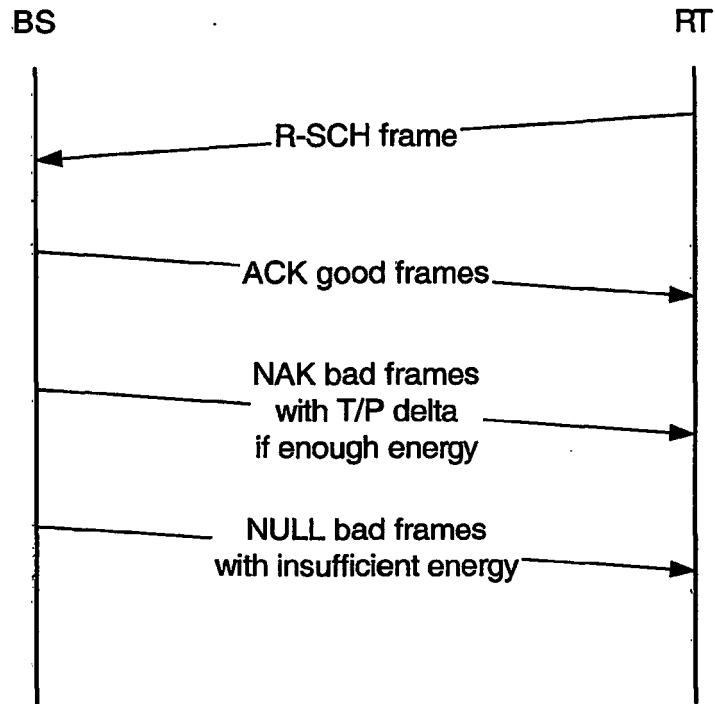 BS
RT
R-SCH frame
ACK good frames
NAK bad frames
with T/P delta
if enough energy
NULL bad frames
with insufficient energy